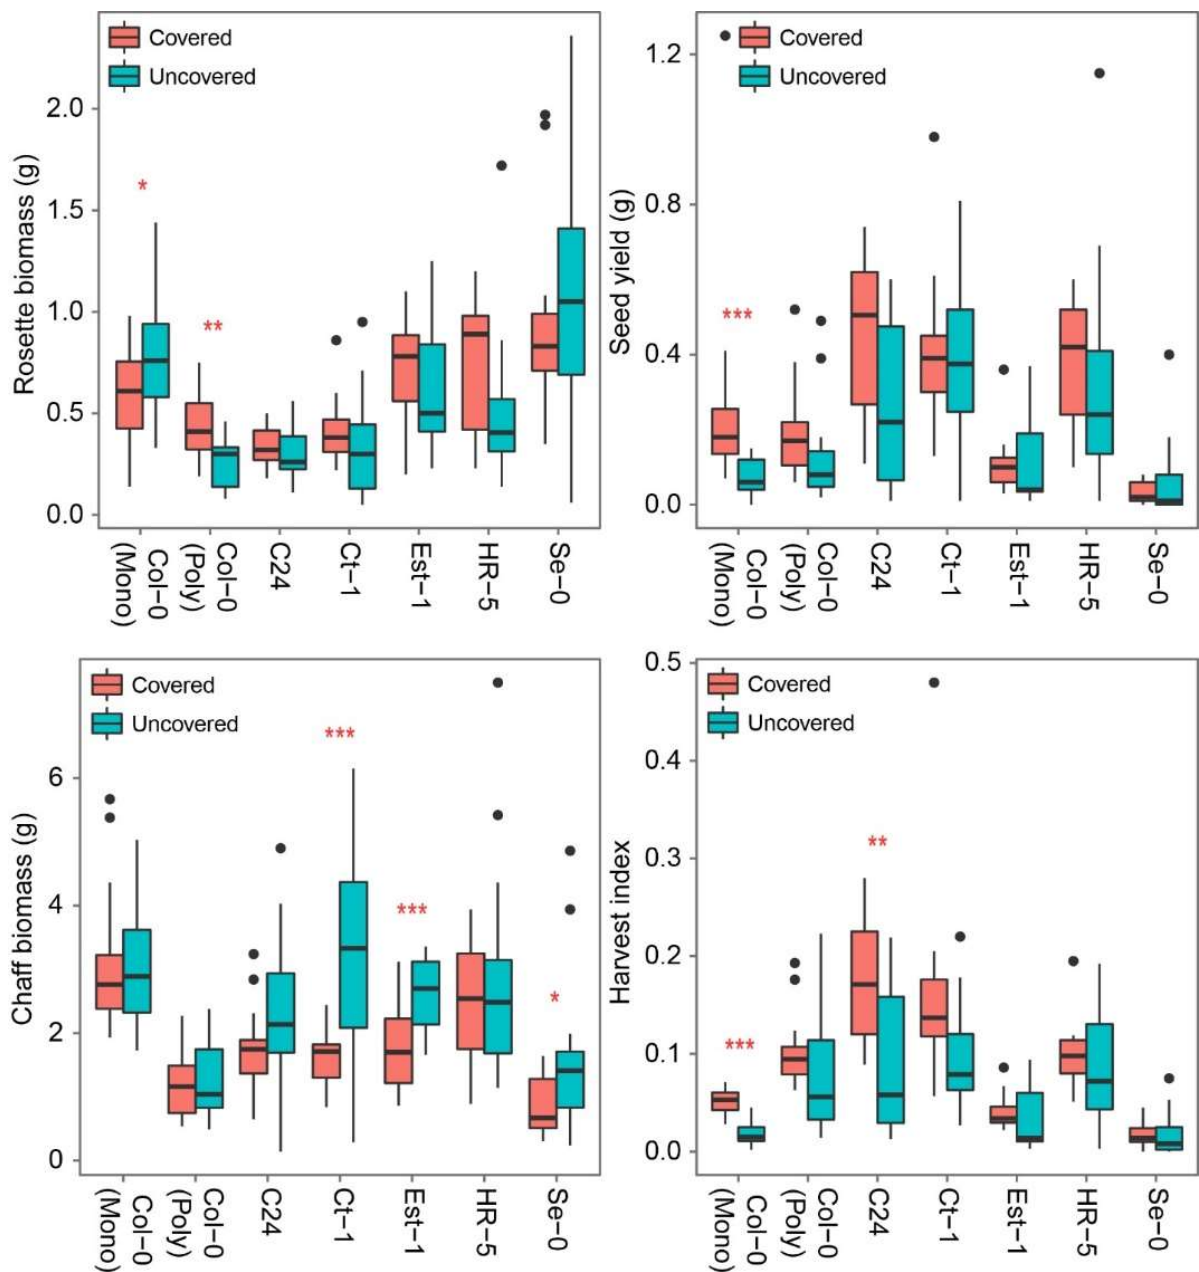 Covered
Uncovered
Rosette biomass (g)
2.0
1.5
1.0
0.5
0.0
*
**
Col−0
(Mono)
Col−0
(Poly)
C24
Ct−1
Est−1
HR−5
Se−0
Covered
Uncovered
Seed yield (g)
1.2
0.8
0.4
0.0
***
Col−0
(Mono)
Col−0
(Poly)
C24
Ct−1
Est−1
HR−5
Se−0
Covered
Uncovered
Chaff biomass (g)
6
4
2
0
***
***
*
Col−0
(Mono)
Col−0
(Poly)
C24
Ct−1
Est−1
HR−5
Se−0
Covered
Uncovered
Harvest index
0.5
0.4
0.3
0.2
0.1
0.0
***
**
Col−0
(Mono)
Col−0
(Poly)
C24
Ct−1
Est−1
HR−5
Se−0